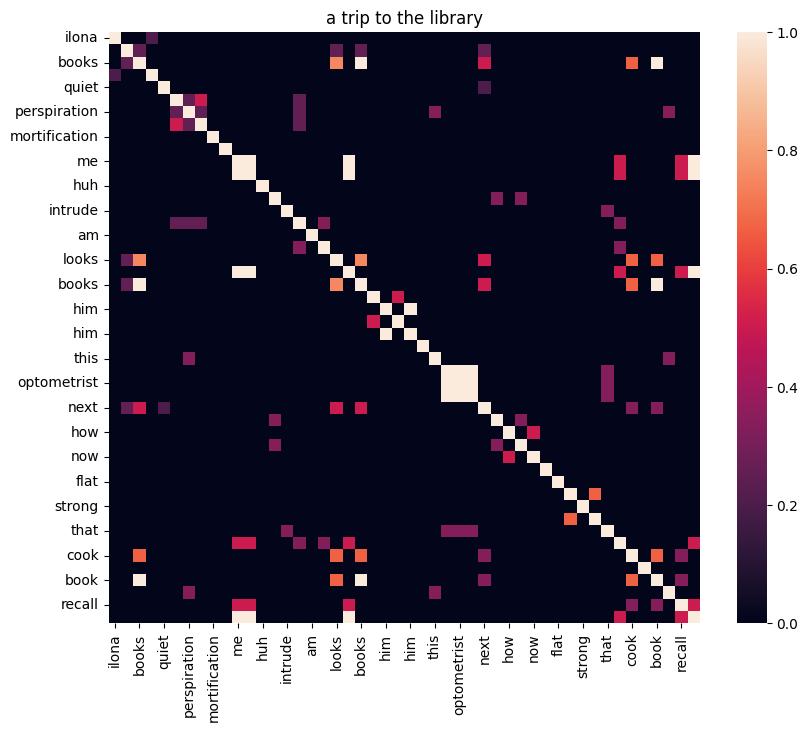 a trip to the library
ilona
books
quiet
perspiration
mortification
me
huh
intrude
am
looks
books
him
him
this
optometrist
next
how
now
flat
strong
that
cook
book
recall
1.0
0.8
0.6
0.4
0.2
0.0
ilona
books
quiet
perspiration
mortification
me
huh
intrude
am
looks
books
him
him
this
optometrist
next
how
now
flat
strong
that
cook
book
recall